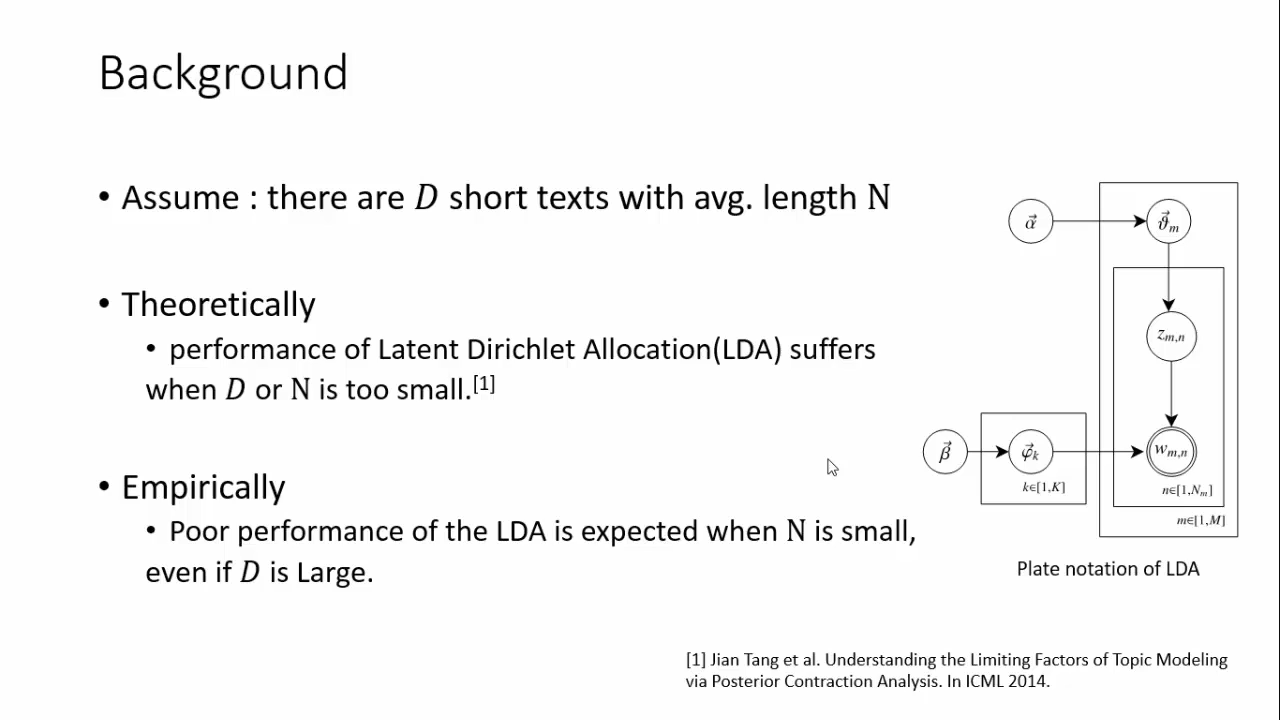 Background
• Assume : there are D short texts with avg. length N
• Theoretically
• performance of Latent Dirichlet Allocation(LDA) suffers
when D or N is too small.[1]
• Empirically
• Poor performance of the LDA is expected when N is small,
even if D is Large.
α⃗
ϑ⃗m
zm,n
β⃗
φ⃗k
wm,n
k∈[1,K]
n∈[1,Nm]
m∈[1,M]
Plate notation of LDA
[1] Jian Tang et al. Understanding the Limiting Factors of Topic Modeling
via Posterior Contraction Analysis. In ICML 2014.